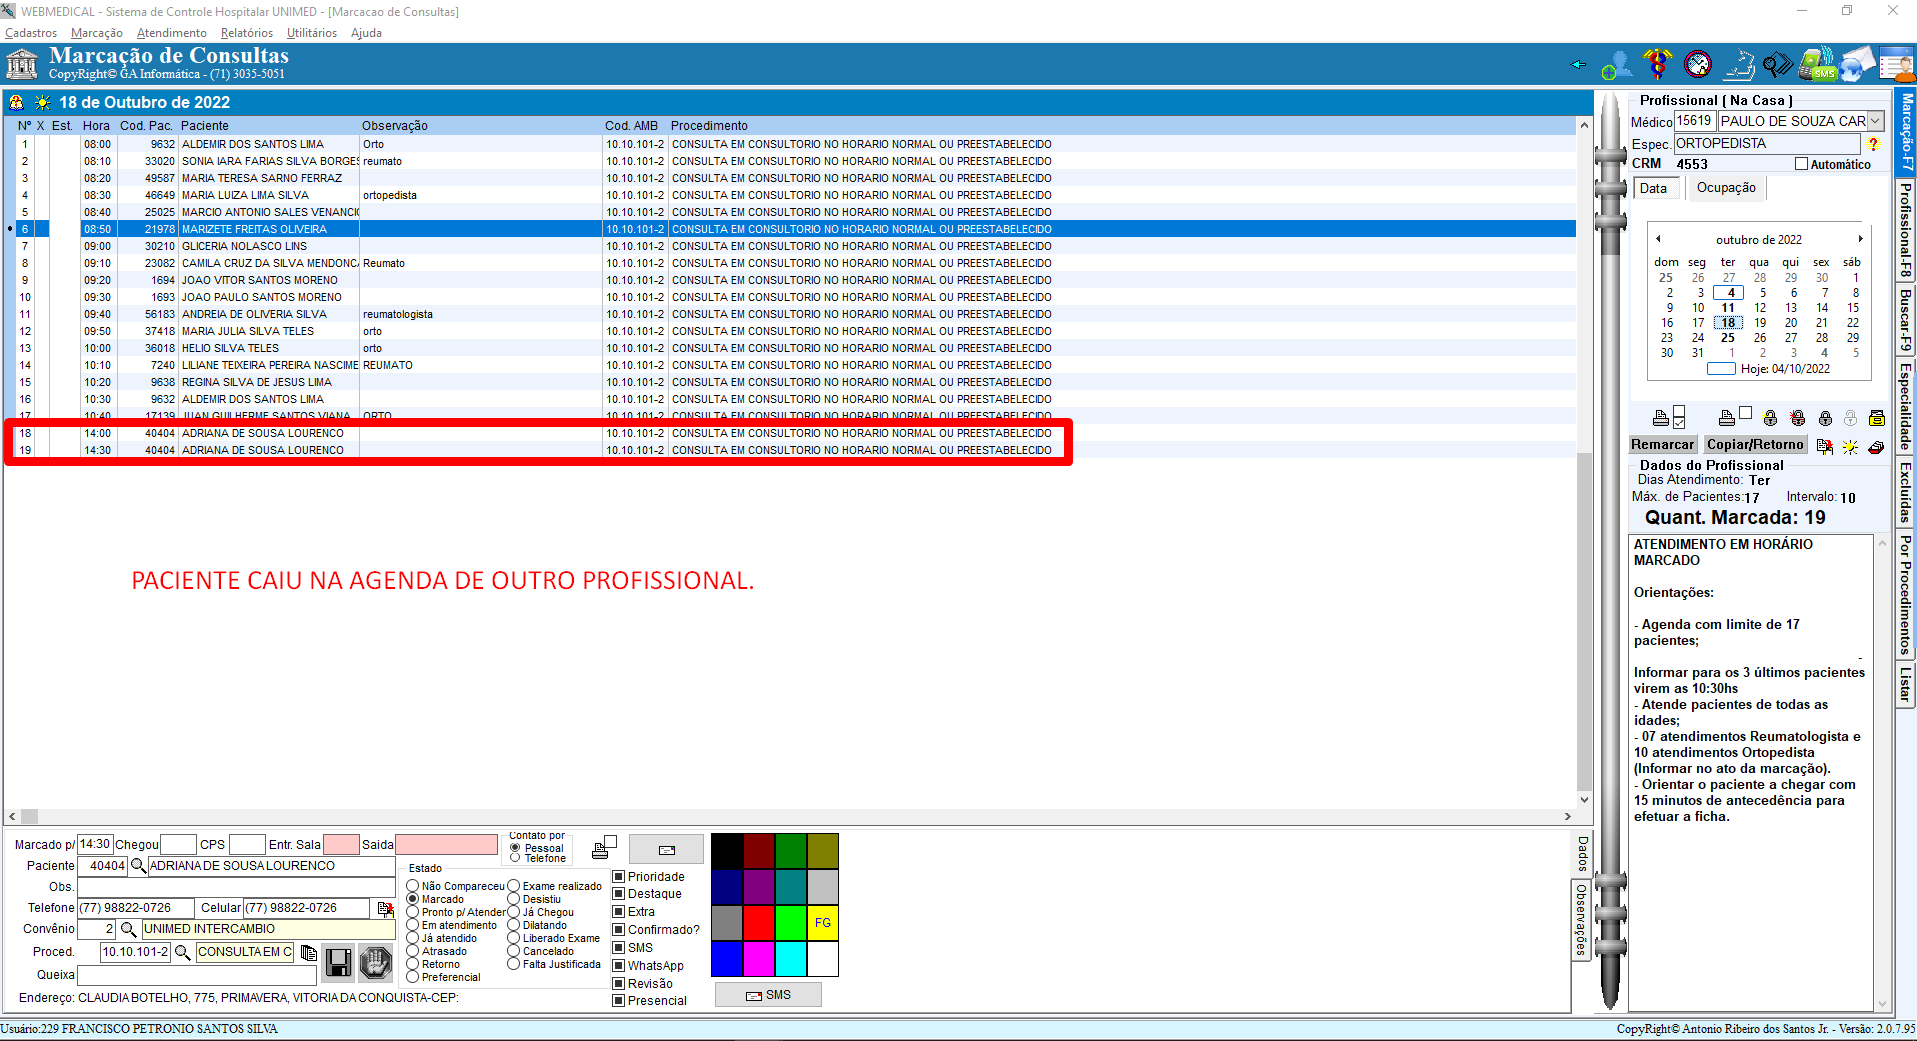 WEBMEDICAL - Sistema de Controle Hospitalar UNIMED - [Marcacao de Consultas]
Cadastros Marcação Atendimento Relatórios Utilitários Ajuda
Marcação de Consultas
CopyRight© GA Informática - (71) 3035-5051
SMS
18 de Outubro de 2022
Nº X Est. Hora Cod. Pac. Paciente Observação Cod. AMB Procedimento
1 08:00 9632 ALDEMIR DOS SANTOS LIMA Orto 10.10.101-2 CONSULTA EM CONSULTORIO NO HORARIO NORMAL OU PREESTABELECIDO
2 08:10 33020 SONIA IARA FARIAS SILVA BORGES reumato 10.10.101-2 CONSULTA EM CONSULTORIO NO HORARIO NORMAL OU PREESTABELECIDO
3 08:20 49587 MARIA TERESA SARNO FERRAZ 10.10.101-2 CONSULTA EM CONSULTORIO NO HORARIO NORMAL OU PREESTABELECIDO
4 08:30 46649 MARIA LUIZA LIMA SILVA ortopedista 10.10.101-2 CONSULTA EM CONSULTORIO NO HORARIO NORMAL OU PREESTABELECIDO
5 08:40 25025 MARCIO ANTONIO SALES VENANCIO 10.10.101-2 CONSULTA EM CONSULTORIO NO HORARIO NORMAL OU PREESTABELECIDO
6 08:50 21978 MARIZETE FREITAS OLIVEIRA 10.10.101-2 CONSULTA EM CONSULTORIO NO HORARIO NORMAL OU PREESTABELECIDO
7 09:00 30210 GLICERIA NOLASCO LINS 10.10.101-2 CONSULTA EM CONSULTORIO NO HORARIO NORMAL OU PREESTABELECIDO
8 09:10 23082 CAMILA CRUZ DA SILVA MENDONCA Reumato 10.10.101-2 CONSULTA EM CONSULTORIO NO HORARIO NORMAL OU PREESTABELECIDO
9 09:20 1694 JOAO VITOR SANTOS MORENO 10.10.101-2 CONSULTA EM CONSULTORIO NO HORARIO NORMAL OU PREESTABELECIDO
10 09:30 1693 JOAO PAULO SANTOS MORENO 10.10.101-2 CONSULTA EM CONSULTORIO NO HORARIO NORMAL OU PREESTABELECIDO
11 09:40 56183 ANDREIA DE OLIVERIA SILVA reumatologista 10.10.101-2 CONSULTA EM CONSULTORIO NO HORARIO NORMAL OU PREESTABELECIDO
12 09:50 37418 MARIA JULIA SILVA TELES orto 10.10.101-2 CONSULTA EM CONSULTORIO NO HORARIO NORMAL OU PREESTABELECIDO
13 10:00 36018 HELIO SILVA TELES orto 10.10.101-2 CONSULTA EM CONSULTORIO NO HORARIO NORMAL OU PREESTABELECIDO
14 10:10 7240 LILIANE TEIXEIRA PEREIRA NASCIME REUMATO 10.10.101-2 CONSULTA EM CONSULTORIO NO HORARIO NORMAL OU PREESTABELECIDO
15 10:20 9638 REGINA SILVA DE JESUS LIMA 10.10.101-2 CONSULTA EM CONSULTORIO NO HORARIO NORMAL OU PREESTABELECIDO
16 10:30 9632 ALDEMIR DOS SANTOS LIMA 10.10.101-2 CONSULTA EM CONSULTORIO NO HORARIO NORMAL OU PREESTABELECIDO
17 10:40 17139 JUAN GUILHERME SANTOS VIANA ORTO 10.10.101-2 CONSULTA EM CONSULTORIO NO HORARIO NORMAL OU PREESTABELECIDO
18 14:00 40404 ADRIANA DE SOUSA LOURENCO 10.10.101-2 CONSULTA EM CONSULTORIO NO HORARIO NORMAL OU PREESTABELECIDO
19 14:30 40404 ADRIANA DE SOUSA LOURENCO 10.10.101-2 CONSULTA EM CONSULTORIO NO HORARIO NORMAL OU PREESTABELECIDO
PACIENTE CAIU NA AGENDA DE OUTRO PROFISSIONAL.
Marcado p/ 14:30 Chegou CPS Entr. Sala Saida
Paciente 40404 ADRIANA DE SOUSA LOURENCO
Obs.
Telefone (77) 98822-0726 Celular (77) 98822-0726
Convênio 2 UNIMED INTERCAMBIO
Proced. 10.10.101-2 CONSULTA EM C
Queixa
Endereço: CLAUDIA BOTELHO, 775, PRIMAVERA, VITORIA DA CONQUISTA-CEP:
Contato por
Pessoal
Telefone
Estado
Não Compareceu Exame realizado
Marcado Desistiu
Pronto p/ Atender Já Chegou
Em atendimento Dilatando
Já atendido Liberado Exame
Atrasado Cancelado
Retorno Falta Justificada
Preferencial
Prioridade
Destaque
Extra
Confirmado?
SMS
WhatsApp
Revisão
Presencial
FG
SMS
Dados
Observações
Profissional [ Na Casa ]
Médico 15619 PAULO DE SOUZA CAR
Espec. ORTOPEDISTA ?
CRM 4553 Automático
Data Ocupação
outubro de 2022
dom seg ter qua qui sex sáb
25 26 27 28 29 30 1
2 3 4 5 6 7 8
9 10 11 12 13 14 15
16 17 18 19 20 21 22
23 24 25 26 27 28 29
30 31 1 2 3 4 5
Hoje: 04/10/2022
Remarcar Copiar/Retorno
Dados do Profissional
Dias Atendimento: Ter
Máx. de Pacientes: 17 Intervalo: 10
Quant. Marcada: 19
ATENDIMENTO EM HORÁRIO
MARCADO
Orientações:
- Agenda com limite de 17
pacientes;
-
Informar para os 3 últimos pacientes
virem as 10:30hs
- Atende pacientes de todas as
idades;
- 07 atendimentos Reumatologista e
10 atendimentos Ortopedista
(Informar no ato da marcação).
- Orientar o paciente a chegar com
15 minutos de antecedência para
efetuar a ficha.
Marcação-F7
Profissional-F8
Buscar-F9
Especialidade
Excluídas
Por Procedimentos
Listar
Usuário:229 FRANCISCO PETRONIO SANTOS SILVA
CopyRight© Antonio Ribeiro dos Santos Jr. - Versão: 2.0.7.95